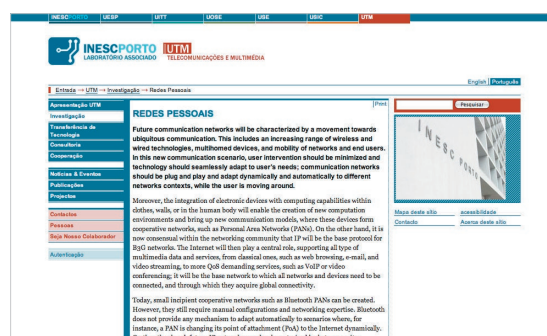 INESCPORTO UESP UITT UOSE USE USIC UTM
INESCPORTO UTM
LABORATÓRIO ASSOCIADO TELECOMUNICAÇÕES E MULTIMÉDIA
English Português
Entrada → UTM → Investigação → Redes Pessoais
Apresentação UTM
Investigação
Transferência de
Tecnologia
Consultoria
Cooperação
Notícias & Eventos
Publicações
Projectos
Contactos
Pessoas
Seja Nosso Colaborador
Autenticação
Print
REDES PESSOAIS
Future communication networks will be characterized by a movement towards
ubiquitous communication. This includes an increasing range of wireless and
wired technologies, multihomed devices, and mobility of networks and end users.
In this new communication scenario, user intervention should be minimized and
technology should seamlessly adapt to user's needs; communication networks
should be plug and play and adapt dynamically and automatically to different
networks contexts, while the user is moving around.
Moreover, the integration of electronic devices with computing capabilities within
clothes, walls, or in the human body will enable the creation of new computation
environments and bring up new communication models, where these devices form
cooperative networks, such as Personal Area Networks (PANs). On the other hand, it is
now consensual within the networking community that IP will be the base protocol for
B3G networks. The Internet will then play a central role, supporting all type of
multimedia data and services, from classical ones, such as web browsing, e-mail, and
video streaming, to more QoS demanding services, such as VoIP or video
conferencing; it will be the base network to which all networks and devices need to be
connected, and through which they acquire global connectivity.
Today, small incipient cooperative networks such as Bluetooth PANs can be created.
However, they still require manual configurations and networking expertise. Bluetooth
does not provide any mechanism to adapt automatically to scenarios where, for
instance, a PAN is changing its point of attachment (PoA) to the Internet dynamically.
Pesquisar
INESC PORTO
Mapa deste sítio acessibilidade
Contacto Acerca deste sítio